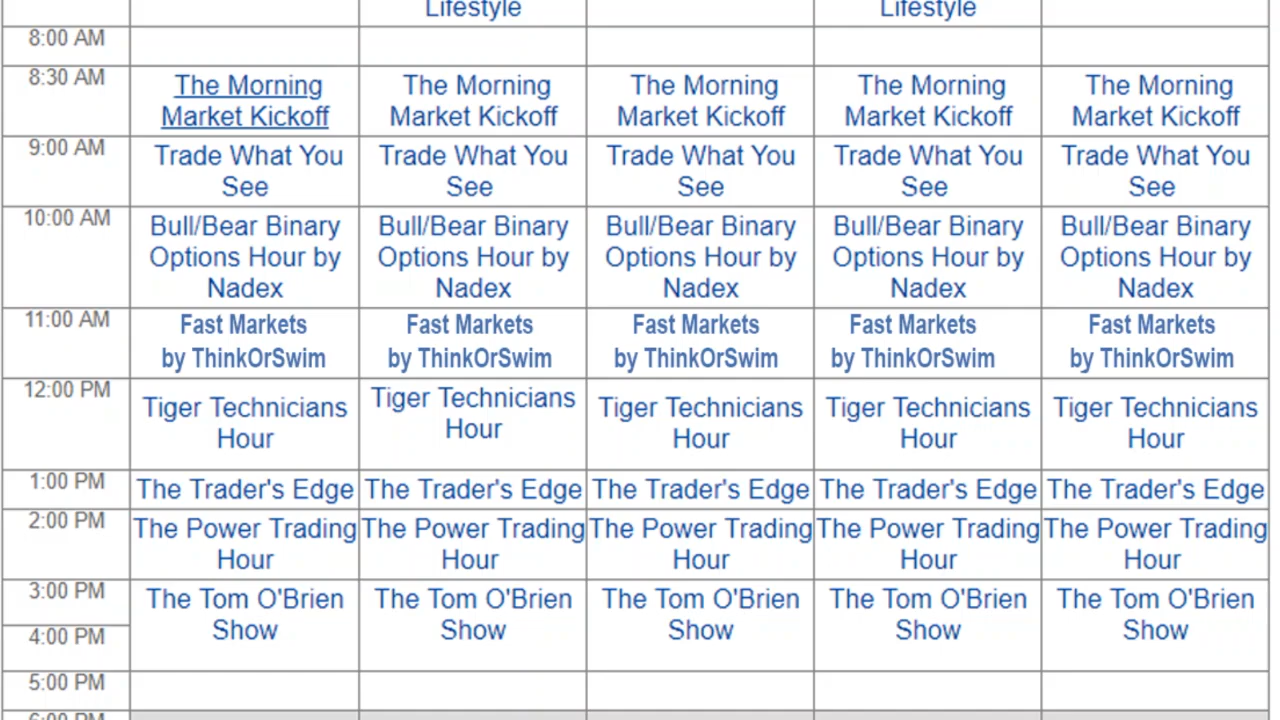 Lifestyle Lifestyle
8:00 AM
8:30 AM The Morning The Morning The Morning The Morning The Morning
Market Kickoff Market Kickoff Market Kickoff Market Kickoff Market Kickoff
9:00 AM Trade What You Trade What You Trade What You Trade What You Trade What You
See See See See See
10:00 AM Bull/Bear Binary Bull/Bear Binary Bull/Bear Binary Bull/Bear Binary Bull/Bear Binary
Options Hour by Options Hour by Options Hour by Options Hour by Options Hour by
Nadex Nadex Nadex Nadex Nadex
11:00 AM Fast Markets Fast Markets Fast Markets Fast Markets Fast Markets
by ThinkOrSwim by ThinkOrSwim by ThinkOrSwim by ThinkOrSwim by ThinkOrSwim
12:00 PM Tiger Technicians Tiger Technicians Tiger Technicians Tiger Technicians Tiger Technicians
Hour Hour Hour Hour Hour
1:00 PM The Trader's Edge The Trader's Edge The Trader's Edge The Trader's Edge The Trader's Edge
2:00 PM The Power Trading The Power Trading The Power Trading The Power Trading The Power Trading
Hour Hour Hour Hour Hour
3:00 PM The Tom O'Brien The Tom O'Brien The Tom O'Brien The Tom O'Brien The Tom O'Brien
4:00 PM Show Show Show Show Show
5:00 PM
6:00 PM